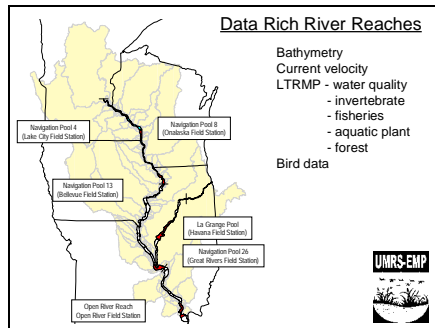 Data Rich River Reaches
Bathymetry
Current velocity
LTRMP - water quality
- invertebrate
- fisheries
- aquatic plant
- forest
Bird data
Navigation Pool 4
(Lake City Field Station)
Navigation Pool 8
(Onalaska Field Station)
Navigation Pool 13
(Bellevue Field Station)
La Grange Pool
(Havana Field Station)
Navigation Pool 26
(Great Rivers Field Station)
Open River Reach
Open River Field Station
UMRS-EMP